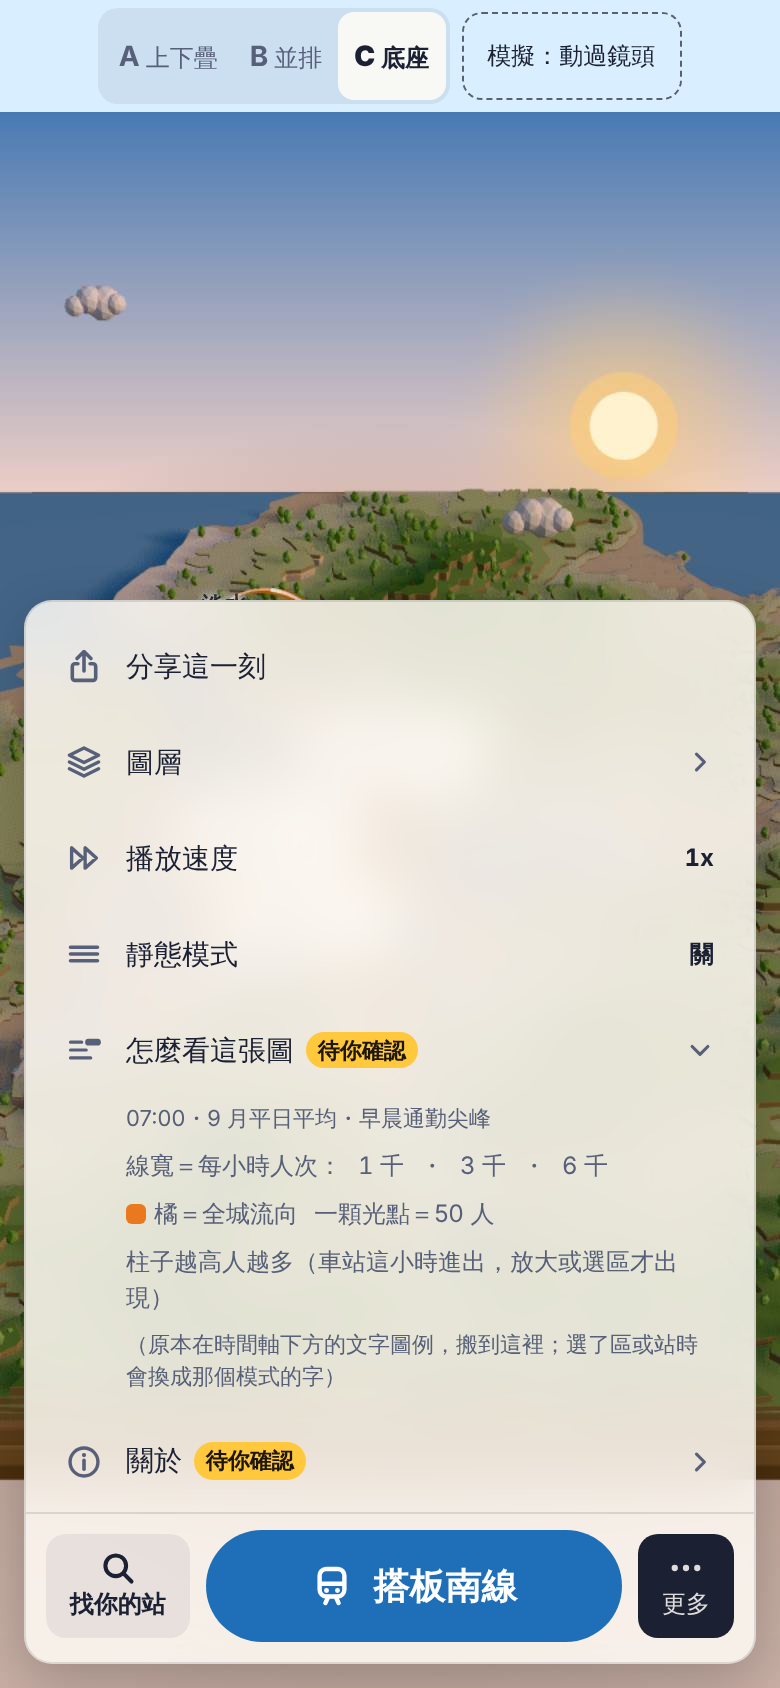 A 上下疊 B 並排 C 底座 模擬：動過鏡頭
分享這一刻
圖層
播放速度 1x
靜態模式 關
怎麼看這張圖 待你確認
07:00・9 月平日平均・早晨通勤尖峰
線寬＝每小時人次： 1 千 · 3 千 · 6 千
橘＝全城流向 一顆光點＝50 人
柱子越高人越多（車站這小時進出，放大或選區才出
現）
（原本在時間軸下方的文字圖例，搬到這裡；選了區或站時
會換成那個模式的字）
關於 待你確認
找你的站 搭板南線 更多